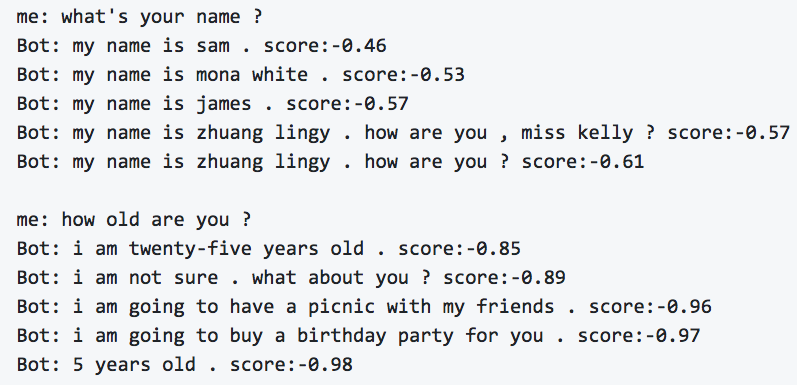 me: what's your name ?
Bot: my name is sam . score:-0.46
Bot: my name is mona white . score:-0.53
Bot: my name is james . score:-0.57
Bot: my name is zhuang lingy . how are you , miss kelly ? score:-0.57
Bot: my name is zhuang lingy . how are you ? score:-0.61
me: how old are you ?
Bot: i am twenty-five years old . score:-0.85
Bot: i am not sure . what about you ? score:-0.89
Bot: i am going to have a picnic with my friends . score:-0.96
Bot: i am going to buy a birthday party for you . score:-0.97
Bot: 5 years old . score:-0.98